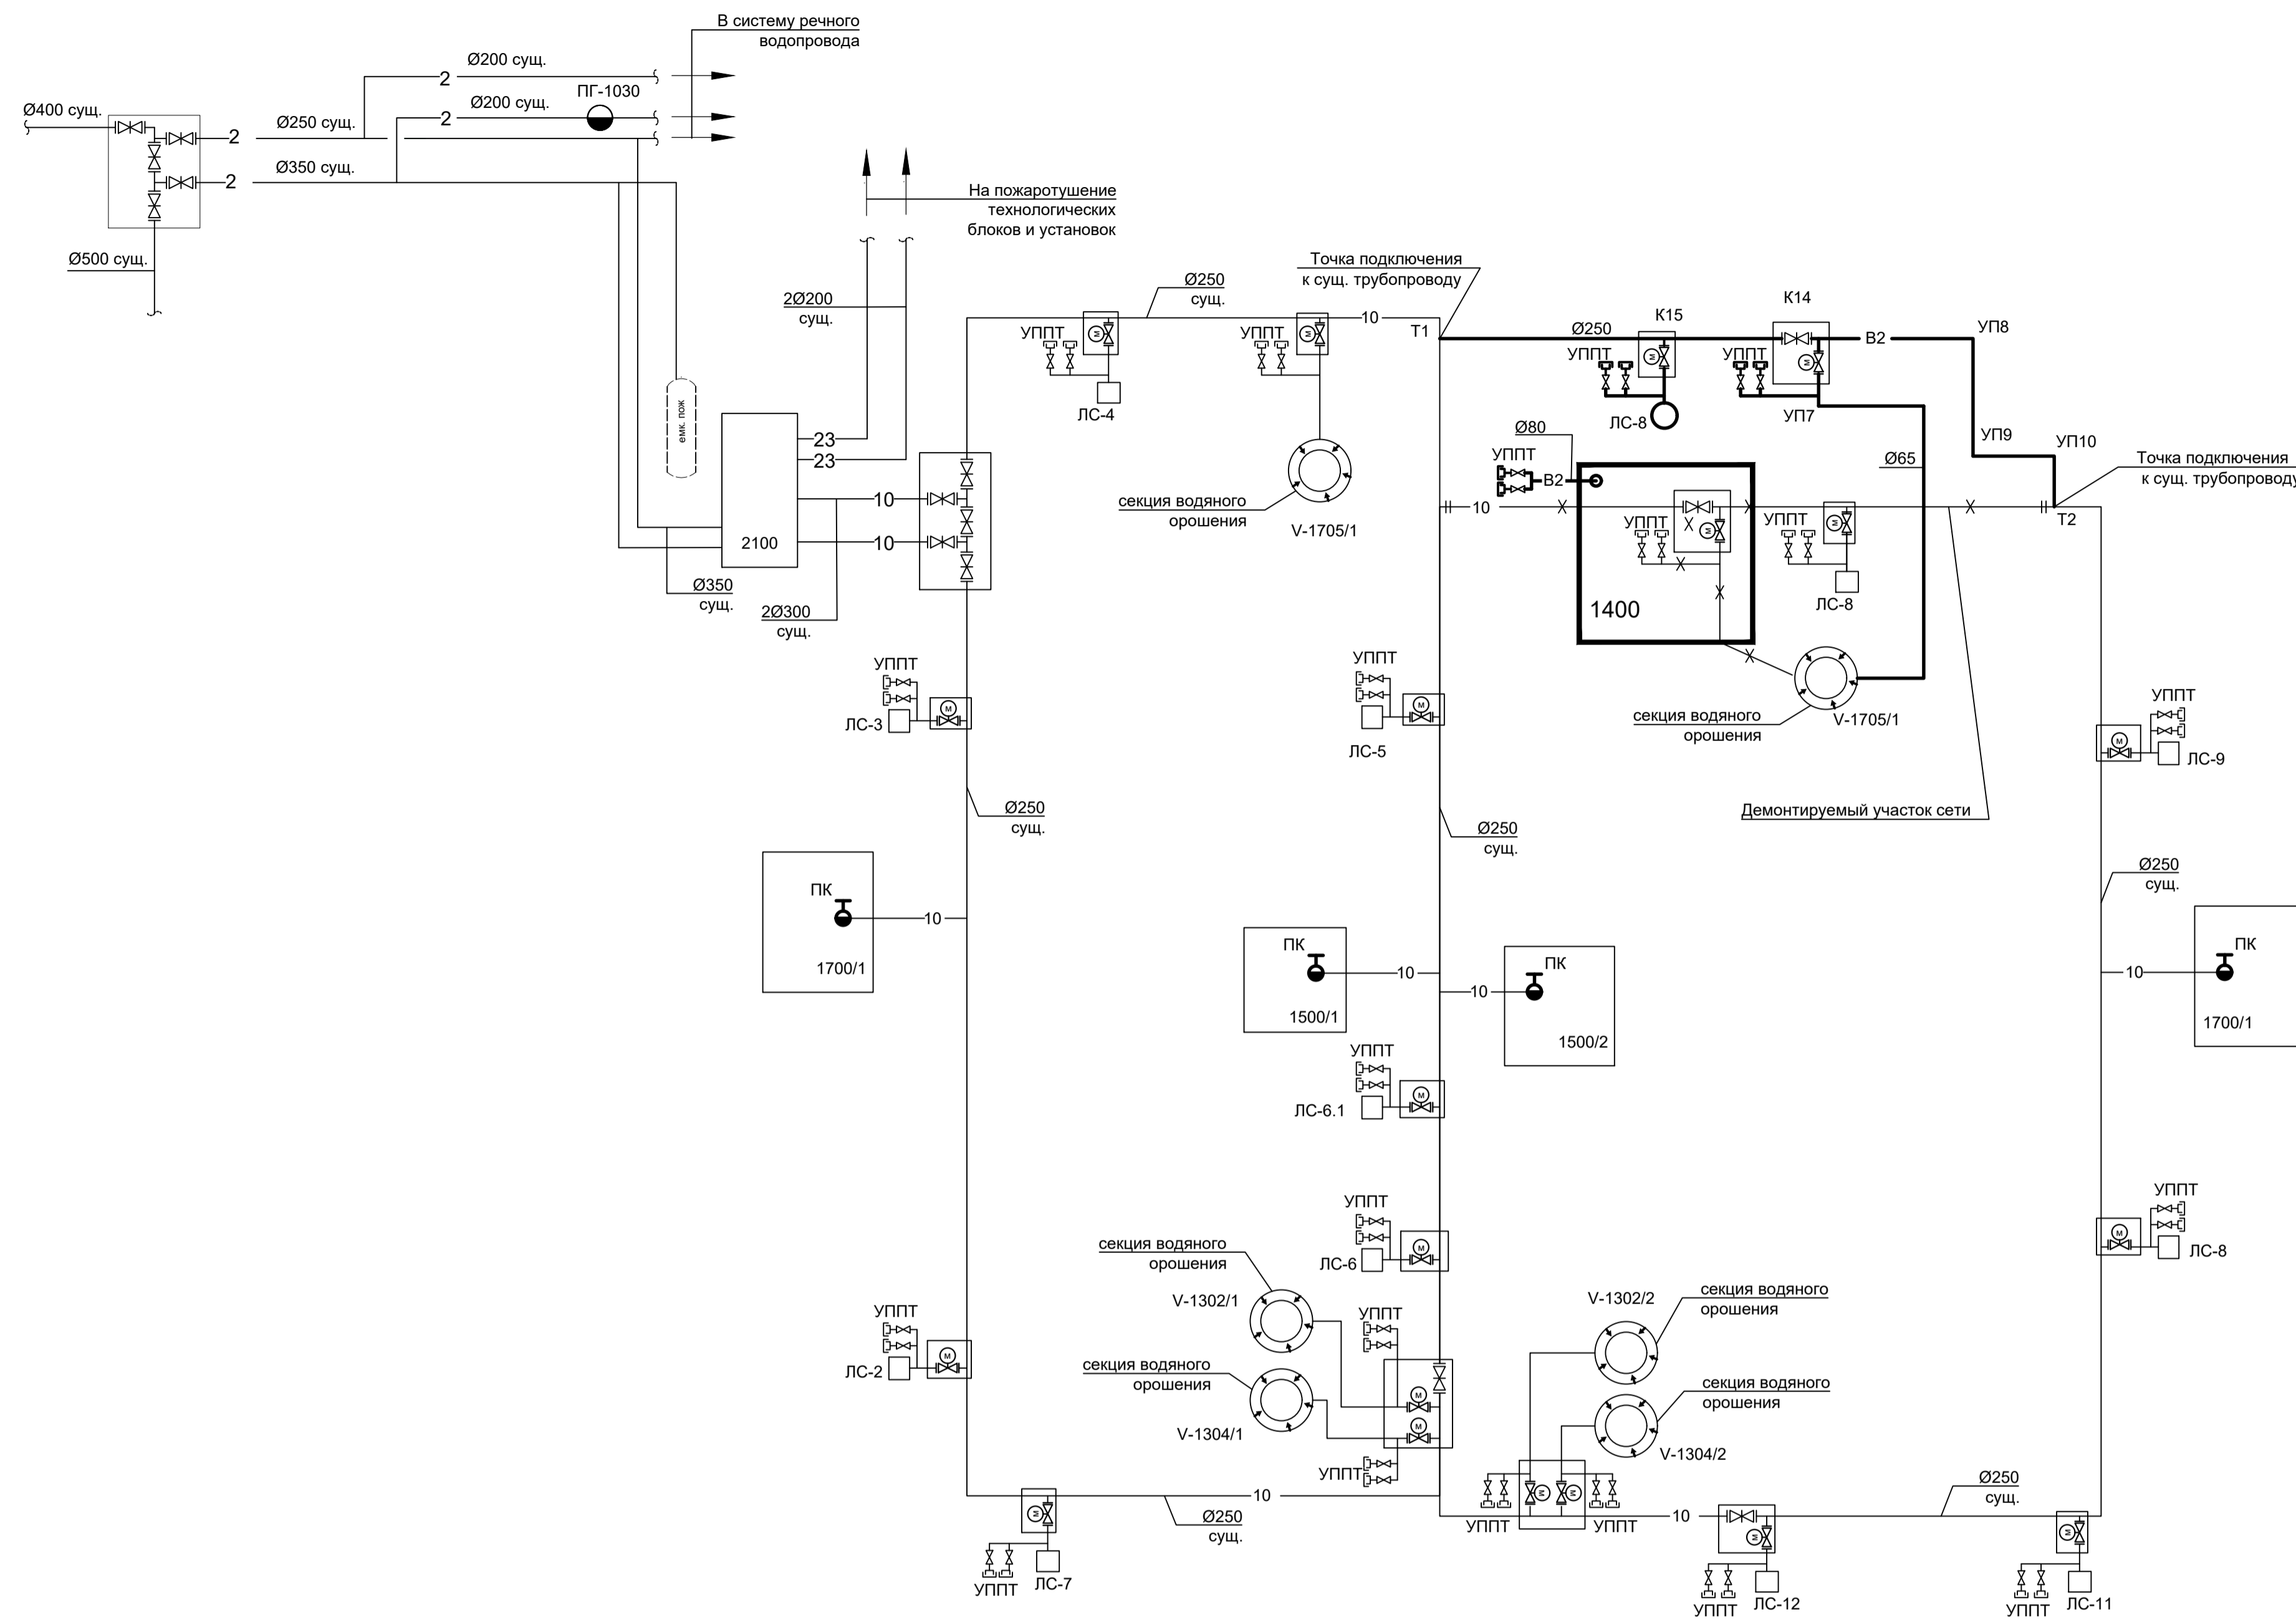 В систему речного
водопровода
Ø200 сущ.
2
Ø400 сущ.
Ø200 сущ.
ПГ-1030
2
Ø250 сущ.
2
Ø350 сущ.
2
Ø500 сущ.
На пожаротушение
технологических
блоков и установок
2Ø200
сущ.
емк. пож
23
23
10
10
2100
Ø350
сущ.
2Ø300
сущ.
Ø250
сущ.
УППТ
М
ЛС-4
УППТ
М
10
секция водяного
орошения
V-1705/1
Точка подключения
к сущ. трубопроводу
Т1
Ø250
К15
УППТ
М
ЛС-8
К14
УППТ
М
В2
УП7
УП8
УП9
УП10
Точка подключения
к сущ. трубопроводу
Т2
Ø80
УППТ
В2
Ø65
10
УППТ
М
1400
УППТ
М
ЛС-8
секция водяного
орошения
V-1705/1
Демонтируемый участок сети
УППТ
М
ЛС-3
УППТ
М
ЛС-5
УППТ
М
ЛС-9
Ø250
сущ.
Ø250
сущ.
Ø250
сущ.
ПК
10
1700/1
ПК
10
1500/1
ПК
10
1500/2
ПК
10
1700/1
УППТ
М
ЛС-6.1
УППТ
М
ЛС-6
УППТ
М
ЛС-8
секция водяного
орошения
V-1302/1
УППТ
М
секция водяного
орошения
V-1304/1
М
УППТ
V-1302/2
секция водяного
орошения
секция водяного
орошения
V-1304/2
УППТ
М
ЛС-2
М
УППТ
ЛС-7
10
Ø250
сущ.
М
М
УППТ
УППТ
10
М
УППТ
ЛС-12
Ø250
сущ.
М
УППТ
ЛС-11